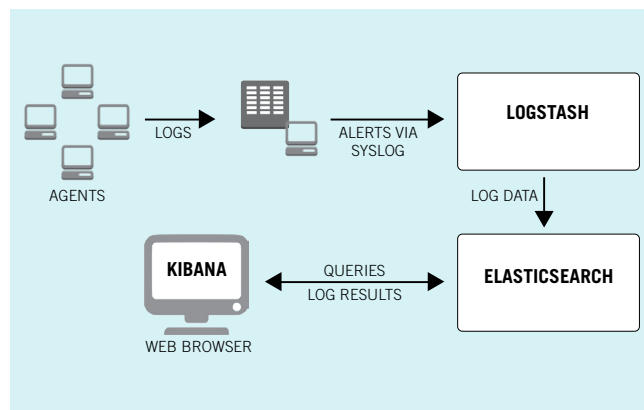 LOGSTASH
LOGS
ALERTS VIA
SYSLOG
AGENTS
LOG DATA
KIBANA
QUERIES
LOG RESULTS
ELASTICSEARCH
WEB BROWSER